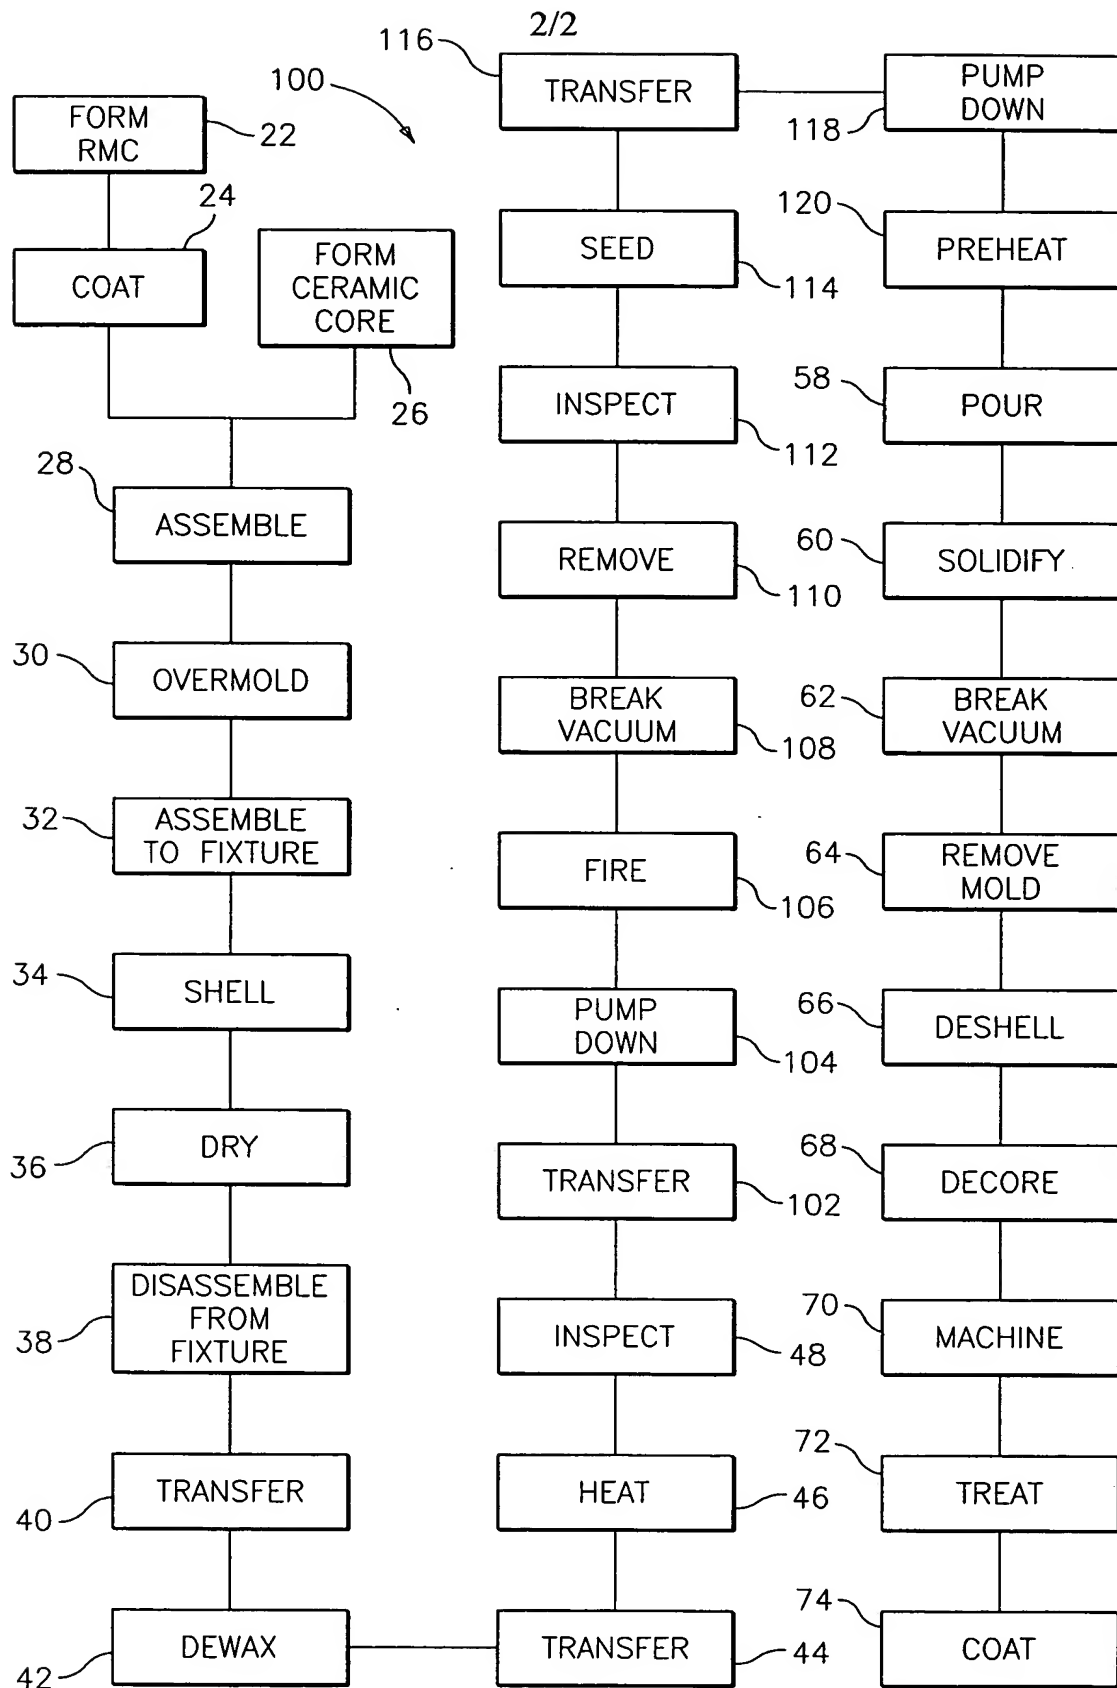 2/2
100
FORM
RMC
22
24
COAT
FORM
CERAMIC
CORE
26
28
ASSEMBLE
30
OVERMOLD
32
ASSEMBLE
TO FIXTURE
34
SHELL
36
DRY
38
DISASSEMBLE
FROM
FIXTURE
40
TRANSFER
42
DEWAX
TRANSFER
44
HEAT
46
INSPECT
48
TRANSFER
102
PUMP
DOWN
104
FIRE
106
BREAK
VACUUM
108
REMOVE
110
INSPECT
112
SEED
114
116
TRANSFER
PUMP
DOWN
118
120
PREHEAT
58
POUR
60
SOLIDIFY
62
BREAK
VACUUM
64
REMOVE
MOLD
66
DESHELL
68
DECORE
70
MACHINE
72
TREAT
74
COAT